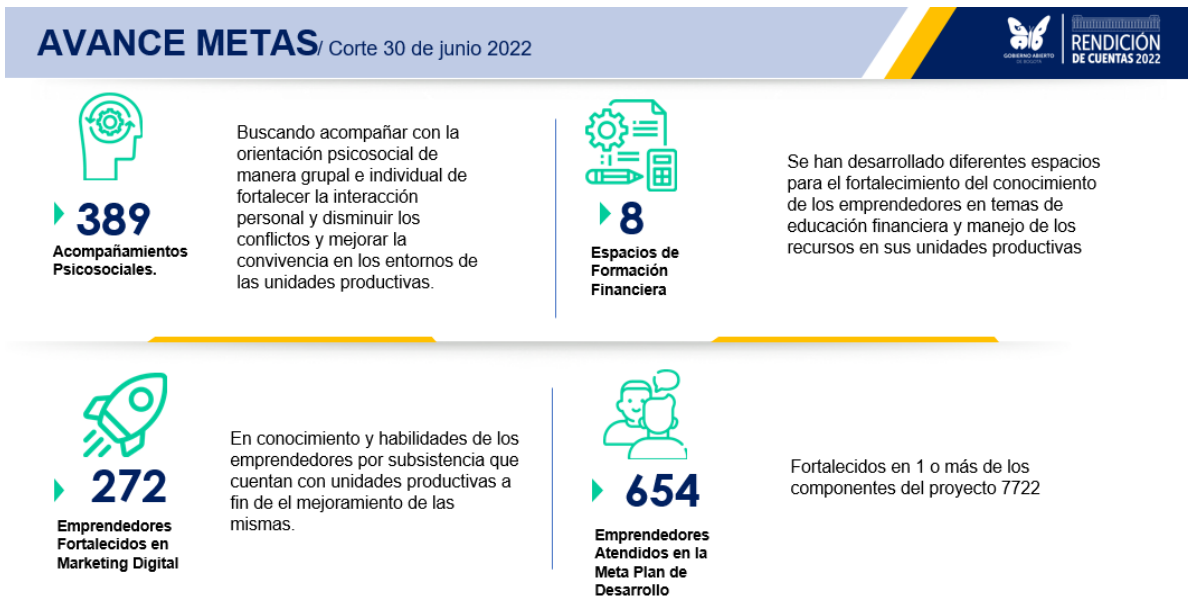 AVANCE METAS/ Corte 30 de junio 2022
GOBIERNO ABIERTO
DE BOGOTÁ
RENDICIÓN
DE CUENTAS 2022
389
Acompañamientos
Psicosociales.
Buscando acompañar con la
orientación psicosocial de
manera grupal e individual de
fortalecer la interacción
personal y disminuir los
conflictos y mejorar la
convivencia en los entornos de
las unidades productivas.
8
Espacios de
Formación
Financiera
Se han desarrollado diferentes espacios
para el fortalecimiento del conocimiento
de los emprendedores en temas de
educación financiera y manejo de los
recursos en sus unidades productivas
272
Emprendedores
Fortalecidos en
Marketing Digital
En conocimiento y habilidades de los
emprendedores por subsistencia que
cuentan con unidades productivas a
fin de el mejoramiento de las
mismas.
654
Emprendedores
Atendidos en la
Meta Plan de
Desarrollo
Fortalecidos en 1 o más de los
componentes del proyecto 7722